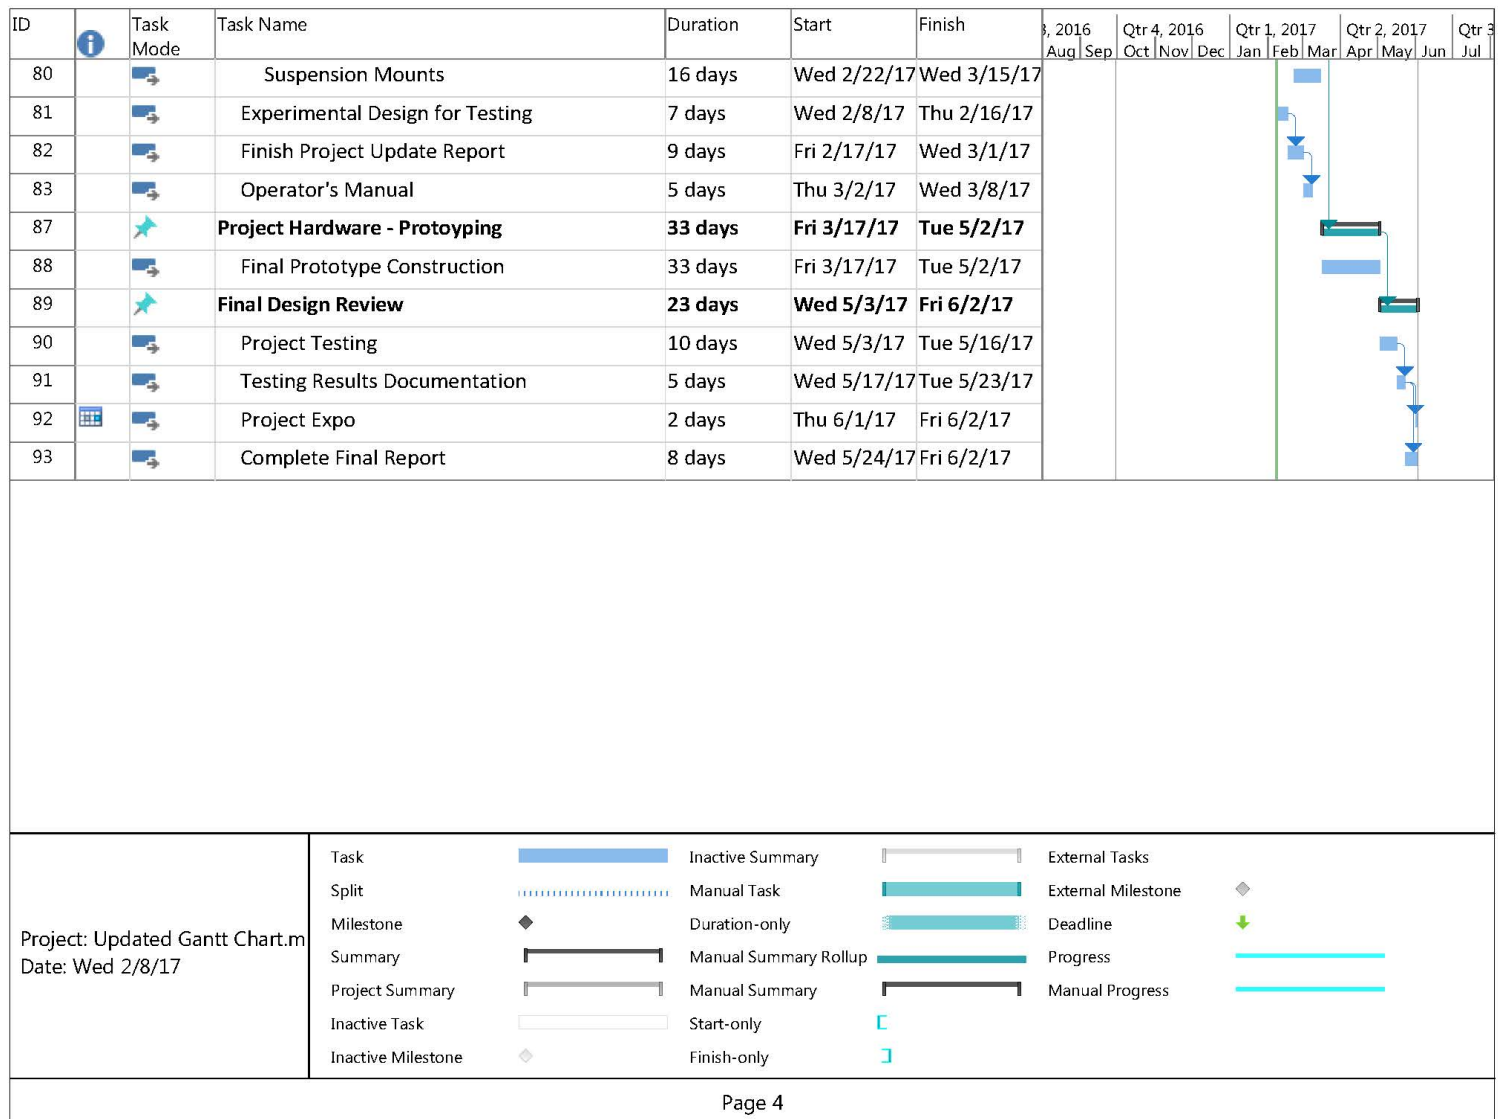 ID Task Mode Task Name Duration Start Finish
3, 2016 Qtr 4, 2016 Qtr 1, 2017 Qtr 2, 2017 Qtr 3
Aug Sep Oct Nov Dec Jan Feb Mar Apr May Jun Jul
80 Suspension Mounts 16 days Wed 2/22/17 Wed 3/15/17
81 Experimental Design for Testing 7 days Wed 2/8/17 Thu 2/16/17
82 Finish Project Update Report 9 days Fri 2/17/17 Wed 3/1/17
83 Operator's Manual 5 days Thu 3/2/17 Wed 3/8/17
87 Project Hardware - Protoyping 33 days Fri 3/17/17 Tue 5/2/17
88 Final Prototype Construction 33 days Fri 3/17/17 Tue 5/2/17
89 Final Design Review 23 days Wed 5/3/17 Fri 6/2/17
90 Project Testing 10 days Wed 5/3/17 Tue 5/16/17
91 Testing Results Documentation 5 days Wed 5/17/17 Tue 5/23/17
92 Project Expo 2 days Thu 6/1/17 Fri 6/2/17
93 Complete Final Report 8 days Wed 5/24/17 Fri 6/2/17
Project: Updated Gantt Chart.m
Date: Wed 2/8/17
Task Inactive Summary External Tasks
Split Manual Task External Milestone
Milestone Duration-only Deadline
Summary Manual Summary Rollup Progress
Project Summary Manual Summary Manual Progress
Inactive Task Start-only
Inactive Milestone Finish-only
Page 4